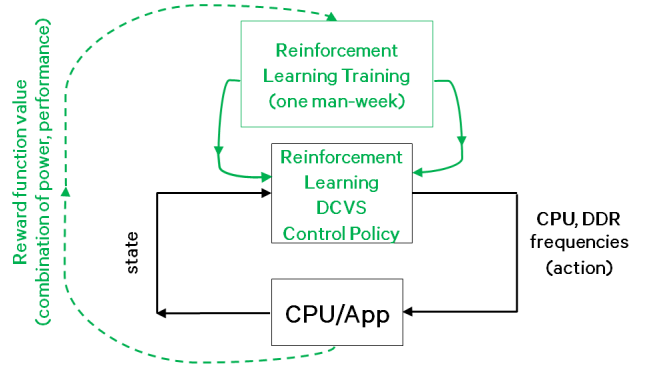 Reinforcement
Learning Training
(one man-week)
Reward function value
(combination of power, performance)
Reinforcement
Learning
DCVS
Control Policy
state
CPU, DDR
frequencies
(action)
CPU/App